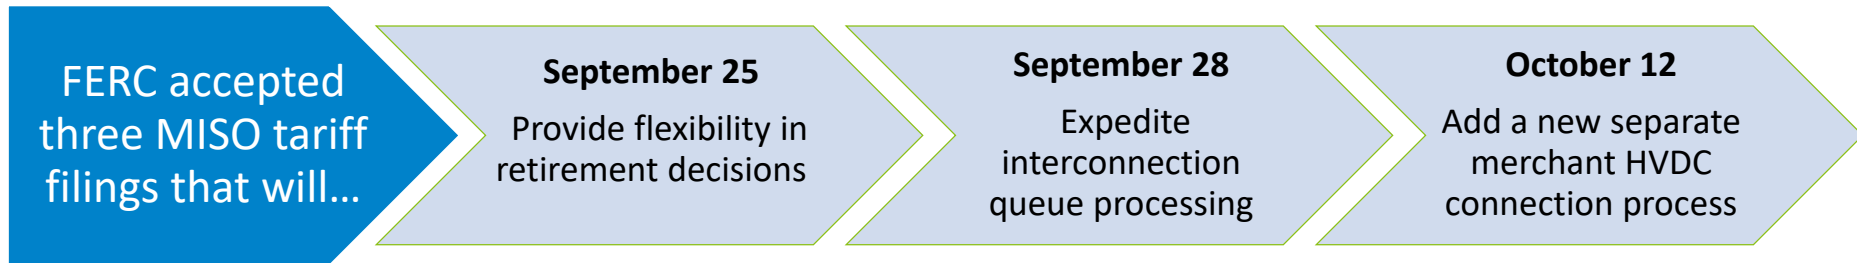 FERC accepted
three MISO tariff
filings that will…
September 25
Provide flexibility in
retirement decisions
September 28
Expedite
interconnection
queue processing
October 12
Add a new separate
merchant HVDC
connection process